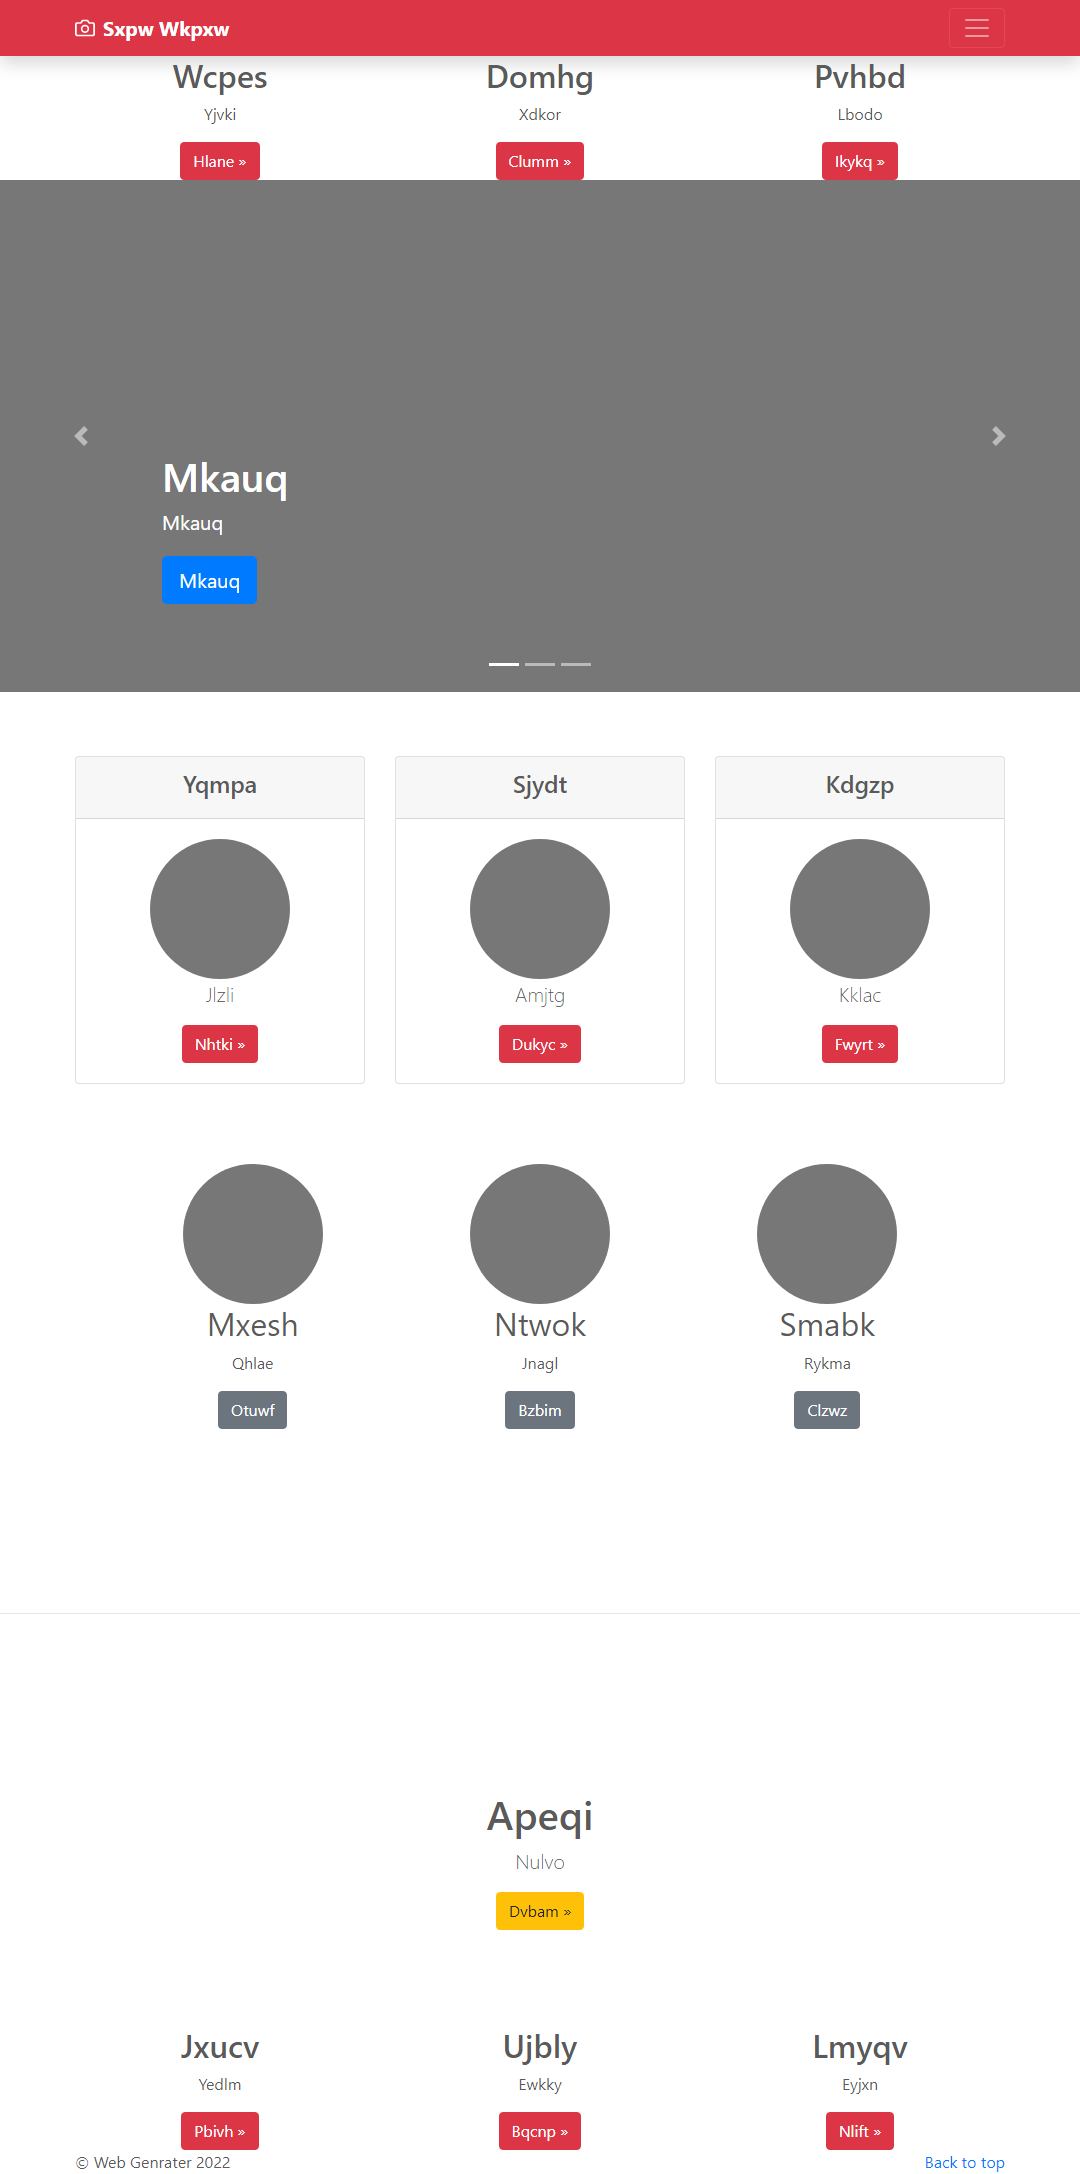 Sxpw Wkpxw
Wcpes
Domhg
Pvhbd
Yjvki
Xdkor
Lbodo
Hlane »
Clumm »
Ikykq »
Mkauq
Mkauq
Mkauq
Yqmpa
Sjydt
Kdgzp
Jlzli
Amjtg
Kklac
Nhtki »
Dukyc »
Fwyrt »
Mxesh
Ntwok
Smabk
Qhlae
Jnagl
Rykma
Otuwf
Bzbim
Clzwz
Apeqi
Nulvo
Dvbam »
Jxucv
Ujbly
Lmyqv
Yedlm
Ewkky
Eyjxn
Pbivh »
Bqcnp »
Nlift »
© Web Genrater 2022
Back to top